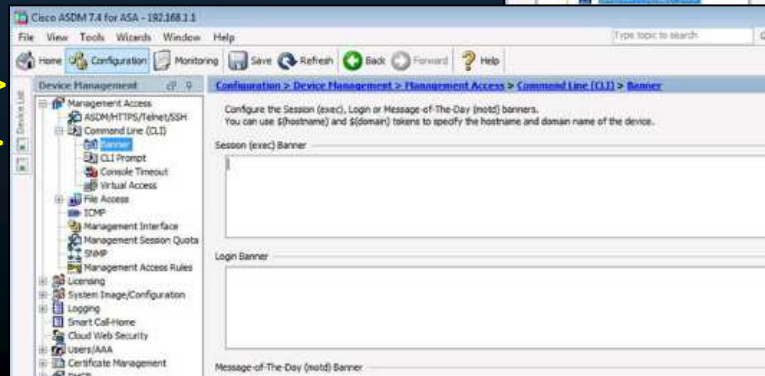 Cisco ASDM 7.4 for ASA - 192.168.1.1
File View Tools Wizards Window Help
Type topic to search
Home Configuration Monitoring Save Refresh Back Forward Help
Device List
Device Management
Configuration > Device Management > Management Access > Command Line (CLI) > Banner
Management Access
ASDM/HTTPS/Telnet/SSH
Command Line (CLI)
Banner
CLI Prompt
Console Timeout
Virtual Access
File Access
ICMP
Management Interface
Management Session Quota
SNMP
Management Access Rules
Licensing
System Image/Configuration
Logging
Smart Call-Home
Cloud Web Security
Users/AAA
Certificate Management
DHCP
Configure the Session (exec), Login or Message-of-The-Day (motd) banners.
You can use $(hostname) and $(domain) tokens to specify the hostname and domain name of the device.
Session (exec) Banner
Login Banner
Message-of-The-Day (motd) Banner